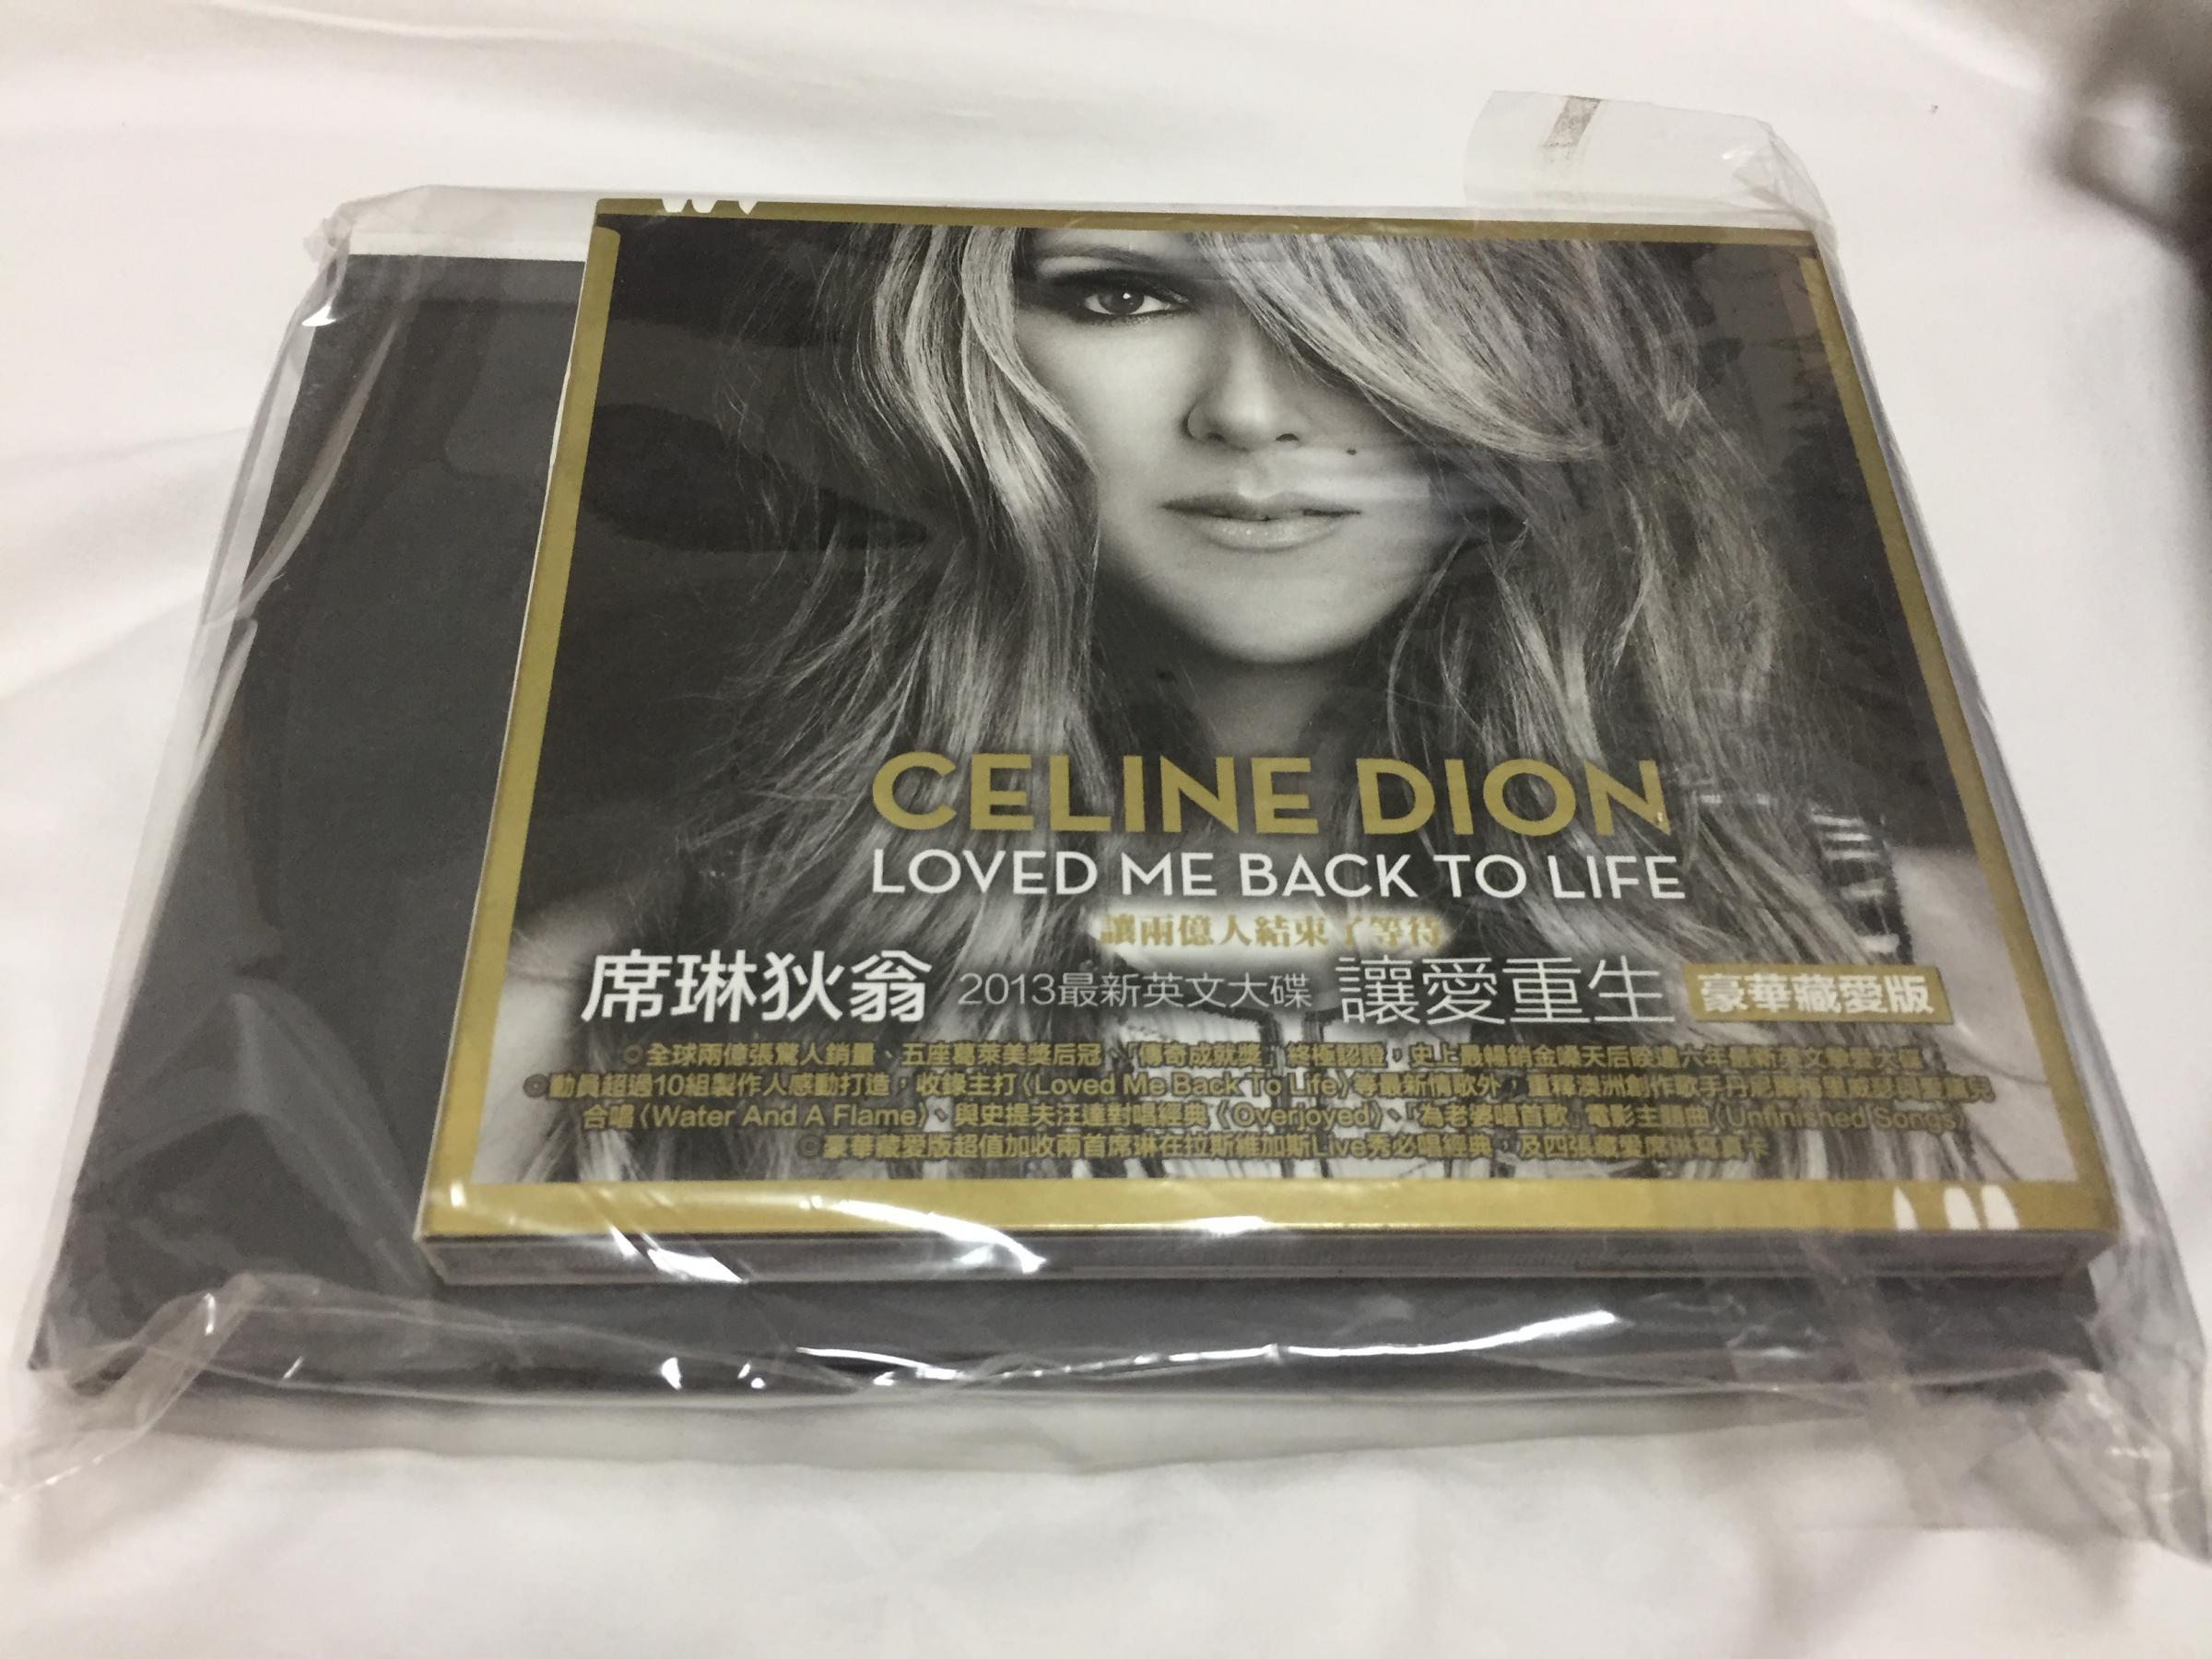 CELINE DION
LOVED ME BACK TO LIFE
讓兩億人結束了等待
席琳狄翁 2013最新英文大碟 讓愛重生 豪華藏愛版
◎全球兩億張驚人銷量、五座葛萊美獎后冠、「傳奇成就獎」終極認證，史上最暢銷金嗓天后睽違六年最新英文摯愛大碟
◎動員超過10組製作人感動打造，收錄主打〈Loved Me Back To Life〉等最新情歌外，重釋澳洲創作歌手丹尼爾
合唱〈Water And A Flame〉、與史提夫汪達對唱經典〈Overjoyed〉、「為老婆唱首歌」電影主題曲〈Unfinished Songs〉
◎豪華藏愛版超值加收兩首席琳在拉斯維加斯Live秀必唱經典，及四張藏愛席琳寫真卡